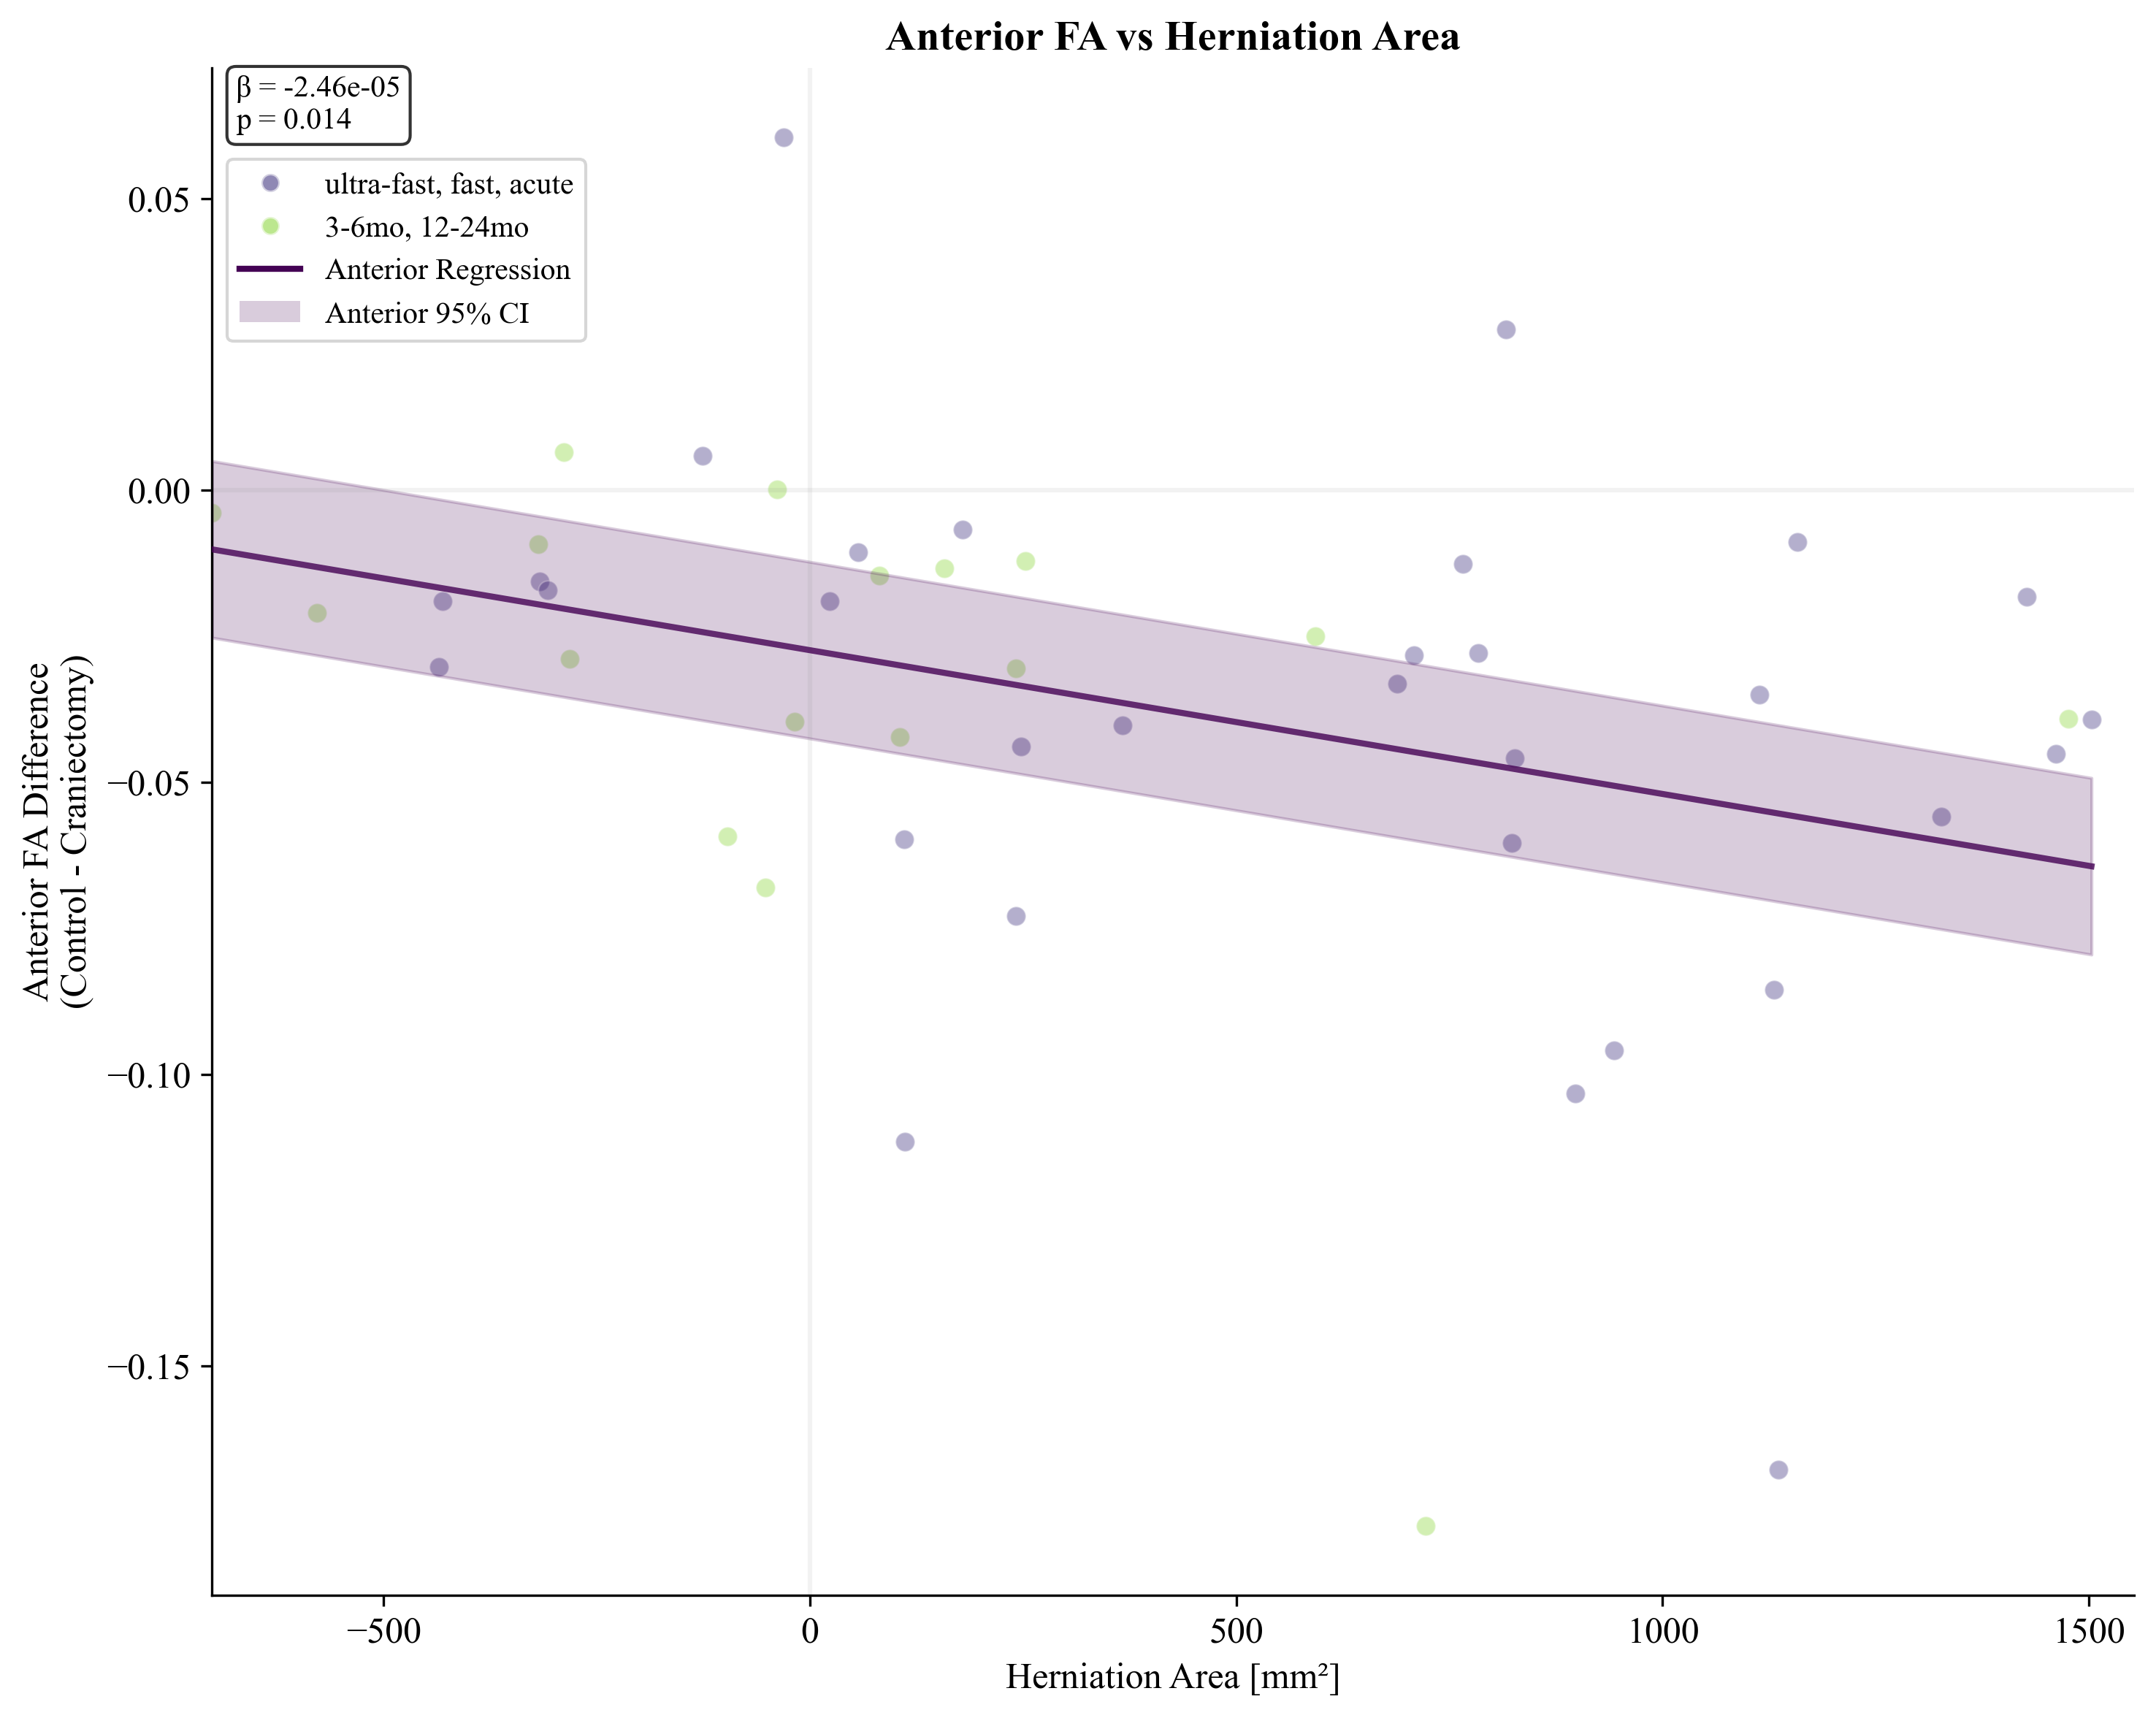 Anterior FA vs Herniation Area
β = -2.46e-05
p = 0.014
ultra-fast, fast, acute
3-6mo, 12-24mo
Anterior Regression
Anterior 95% CI
0.05
0.00
−0.05
−0.10
−0.15
Anterior FA Difference
(Control - Craniectomy)
−500
0
500
1000
1500
Herniation Area [mm²]